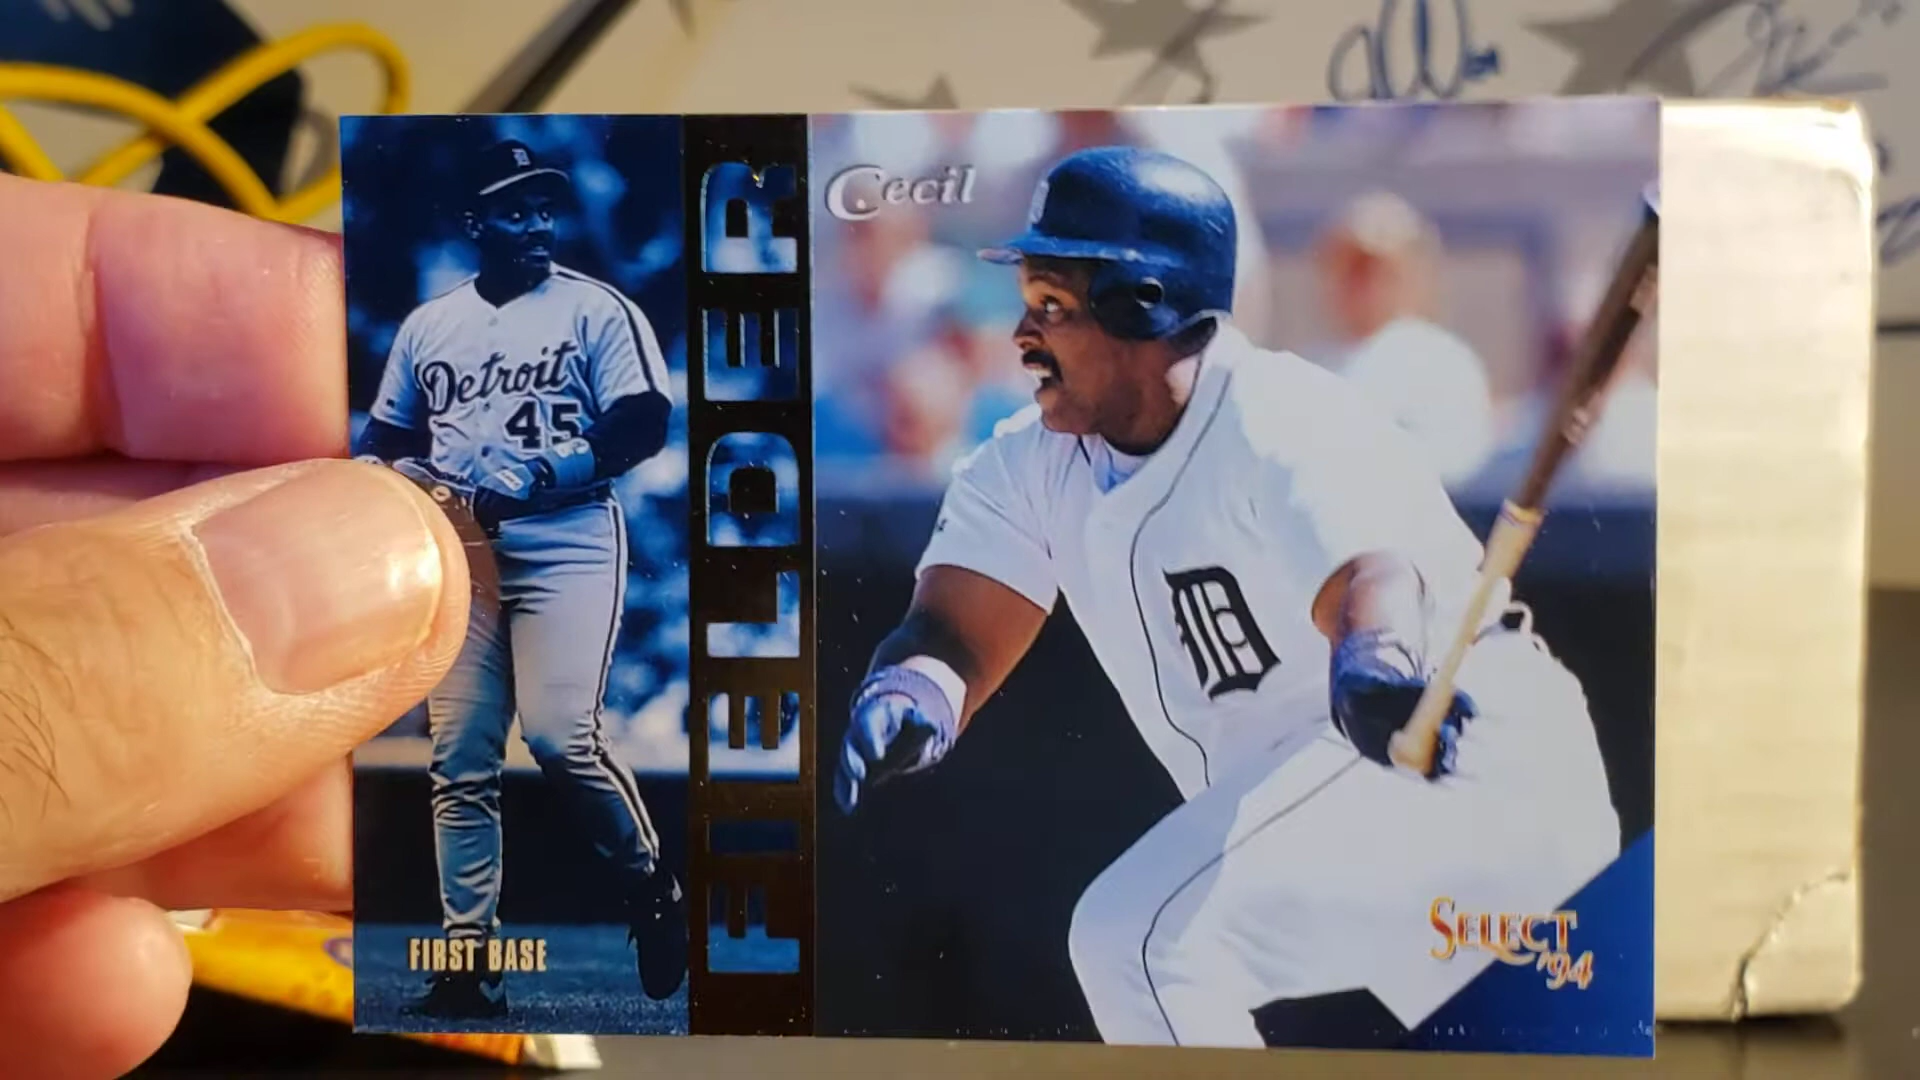 Cecil
FIELDER
D
Detroit
45
D
FIRST BASE
SELECT
'94